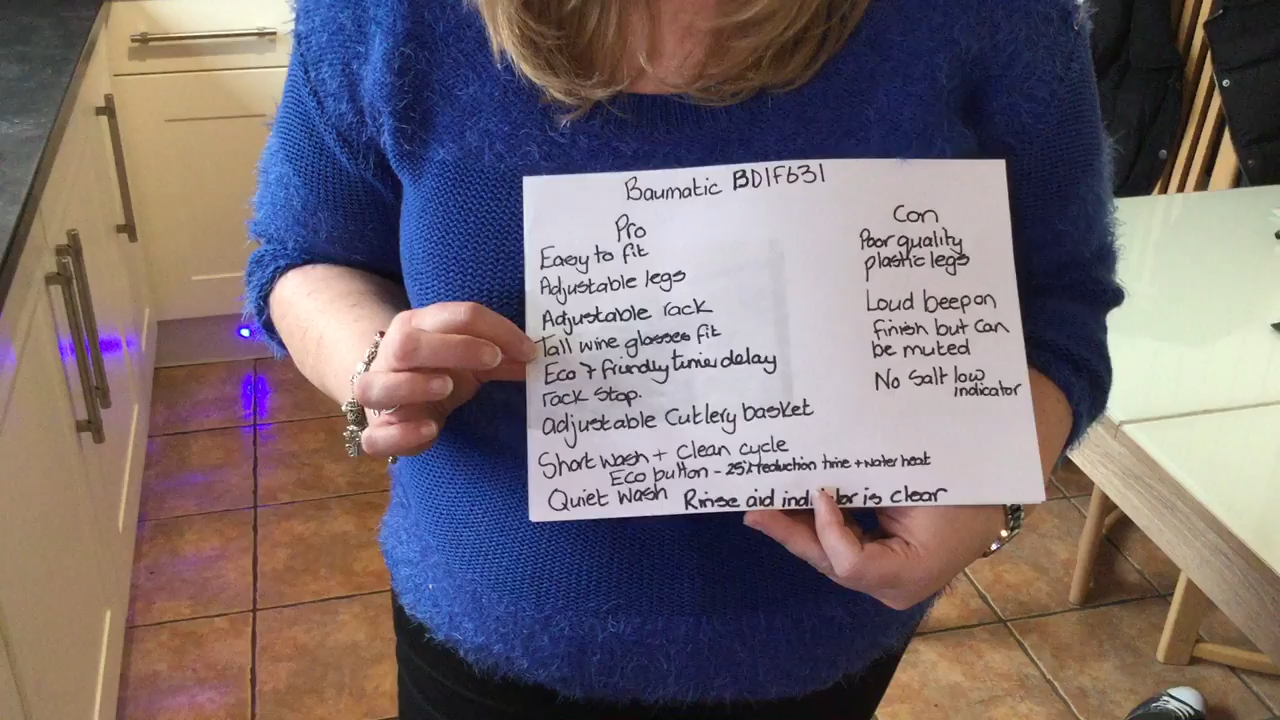 Baumatic BDIF631
Pro
Easy to fit
Adjustable legs
Adjustable rack
Tall wine glasses fit
Eco + friendly timer delay
rack stop.
adjustable Cutlery basket
Short wash + clean cycle
Eco button - 25% reduction time + water heat
Quiet wash Rinse aid is clear
Con
Poor quality
plastic legs
Loud beep on
finish but can
be muted
No Salt low
indicator